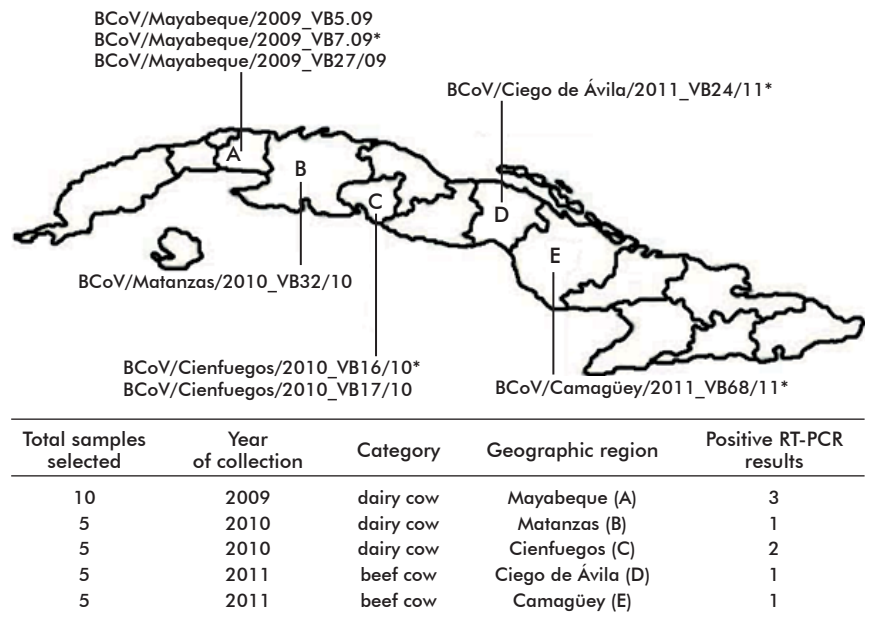 BCoV/Mayabeque/2009_VB5.09
BCoV/Mayabeque/2009_VB7.09*
BCoV/Mayabeque/2009_VB27/09
BCoV/Ciego de Ávila/2011_VB24/11*
A
B
C
D
E
BCoV/Matanzas/2010_VB32/10
BCoV/Cienfuegos/2010_VB16/10*
BCoV/Cienfuegos/2010_VB17/10
BCoV/Camagüey/2011_VB68/11*
Total samples selected Year of collection Category Geographic region Positive RT-PCR results
10 2009 dairy cow Mayabeque (A) 3
5 2010 dairy cow Matanzas (B) 1
5 2010 dairy cow Cienfuegos (C) 2
5 2011 beef cow Ciego de Ávila (D) 1
5 2011 beef cow Camagüey (E) 1